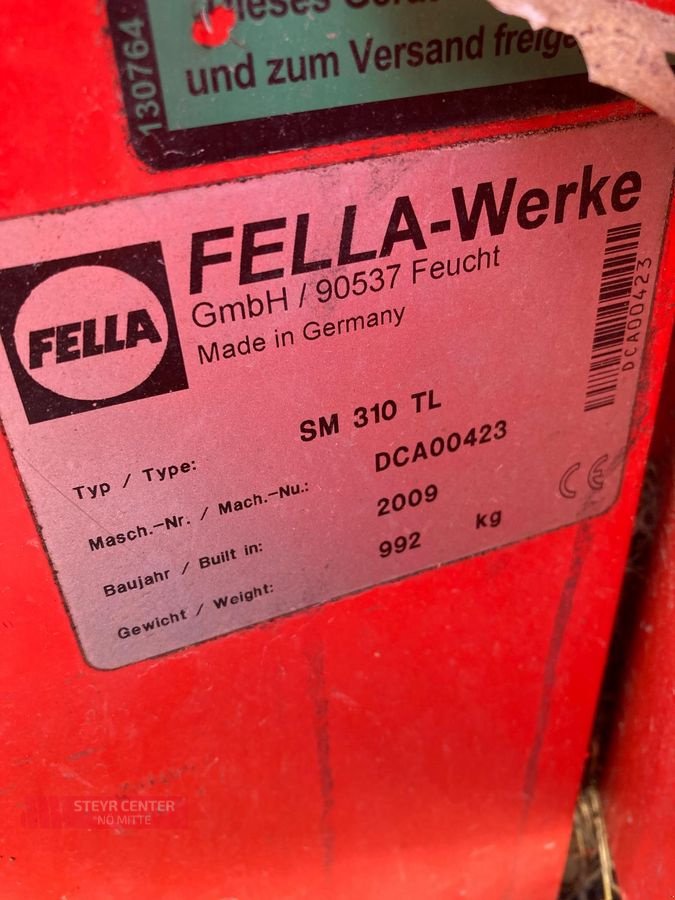 130764
und zum Versand
FELLA
FELLA-Werke
GmbH / 90537 Feucht
Made in Germany
DCA00423
Typ / Type: SM 310 TL
Masch.-Nr. / Mach.-Nu.: DCA00423
Baujahr / Built in: 2009
Gewicht / Weight: 992 kg
CE
STEYR CENTER
NÖ MITTE